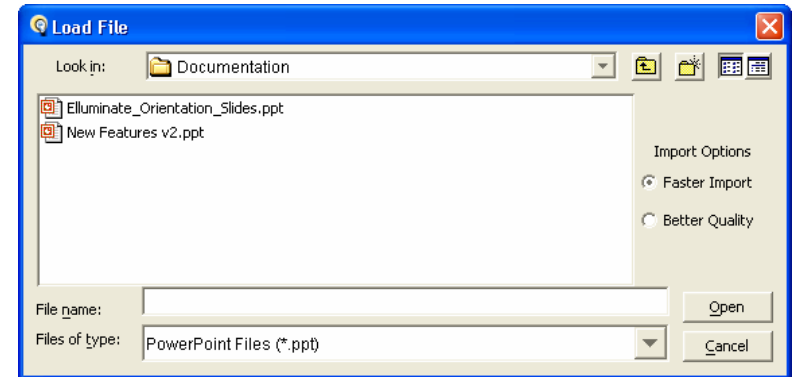 Load File
Look in: Documentation
Elluminate_Orientation_Slides.ppt
New Features v2.ppt
Import Options
Faster Import
Better Quality
File name:
Open
Files of type: PowerPoint Files (*.ppt)
Cancel